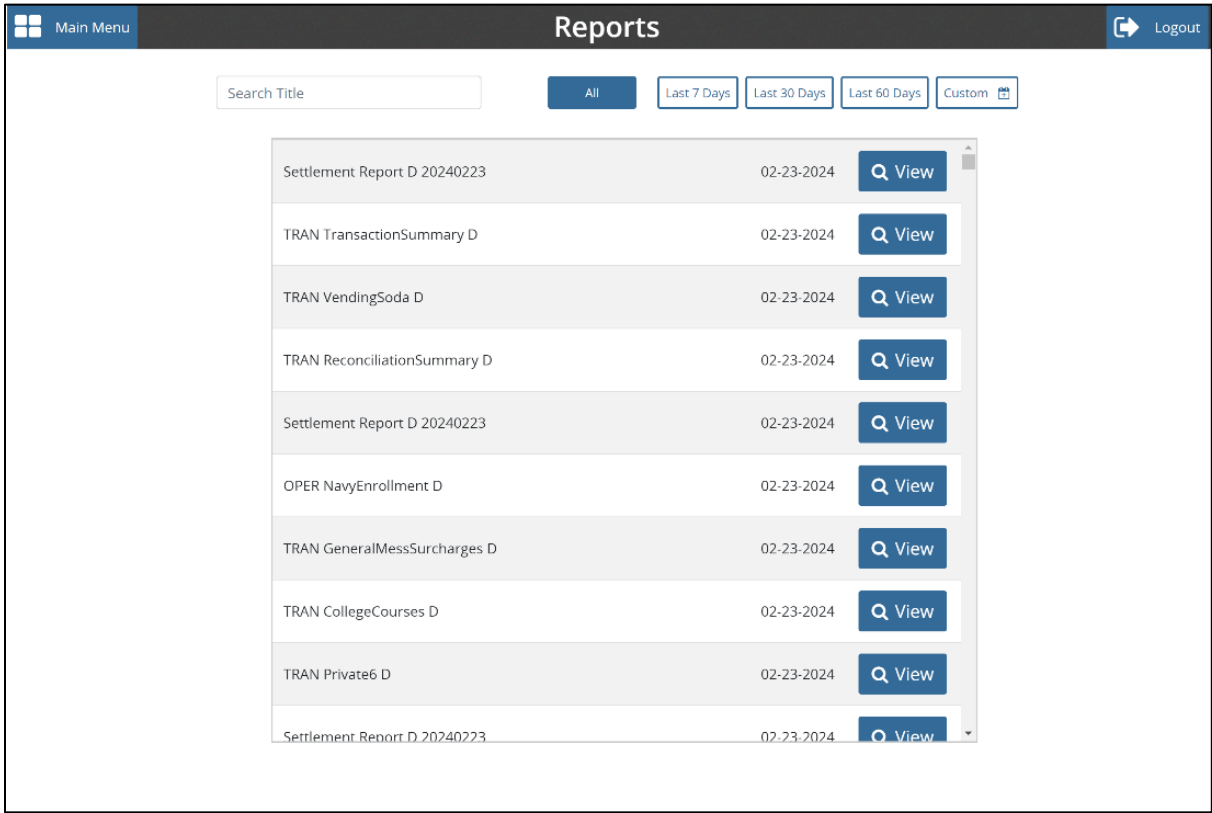 Main Menu Reports Logout
Search Title All Last 7 Days Last 30 Days Last 60 Days Custom
Settlement Report D 20240223 02-23-2024 View
TRAN TransactionSummary D 02-23-2024 View
TRAN VendingSoda D 02-23-2024 View
TRAN ReconciliationSummary D 02-23-2024 View
Settlement Report D 20240223 02-23-2024 View
OPER NavyEnrollment D 02-23-2024 View
TRAN GeneralMessSurcharges D 02-23-2024 View
TRAN CollegeCourses D 02-23-2024 View
TRAN Private6 D 02-23-2024 View
Settlement Report D 20240223 02-23-2024 View